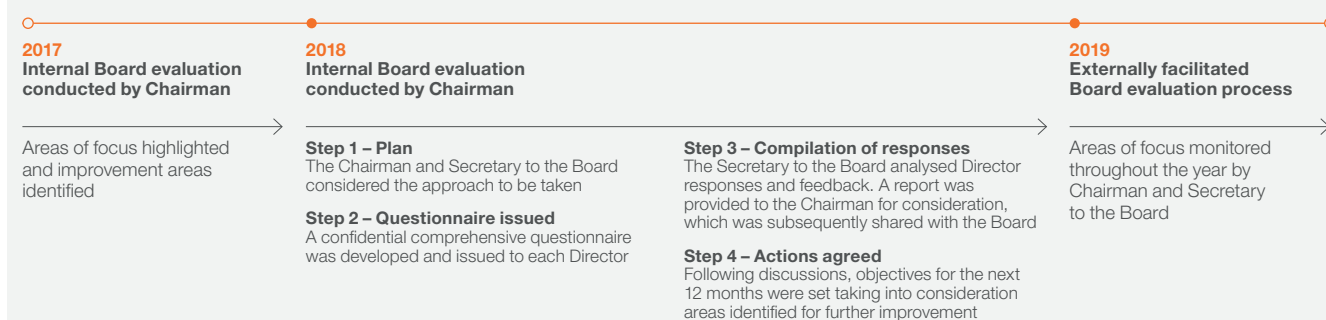 2017
Internal Board evaluation
conducted by Chairman
Areas of focus highlighted
and improvement areas
identified
2018
Internal Board evaluation
conducted by Chairman
Step 1 – Plan
The Chairman and Secretary to the Board
considered the approach to be taken
Step 2 – Questionnaire issued
A confidential comprehensive questionnaire
was developed and issued to each Director
Step 3 – Compilation of responses
The Secretary to the Board analysed Director
responses and feedback. A report was
provided to the Chairman for consideration,
which was subsequently shared with the Board
Step 4 – Actions agreed
Following discussions, objectives for the next
12 months were set taking into consideration
areas identified for further improvement
2019
Externally facilitated
Board evaluation process
Areas of focus monitored
throughout the year by
Chairman and Secretary
to the Board